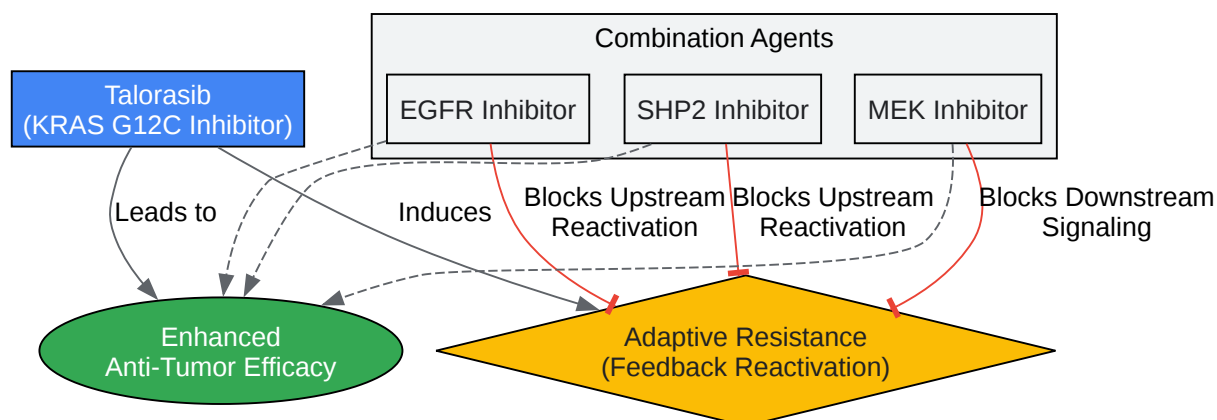 Combination Agents
Talorasib
(KRAS G12C Inhibitor)
EGFR Inhibitor
SHP2 Inhibitor
MEK Inhibitor
Leads to
Induces
Blocks Upstream
Reactivation
Blocks Upstream
Reactivation
Blocks Downstream
Signaling
Enhanced
Anti-Tumor Efficacy
Adaptive Resistance
(Feedback Reactivation)